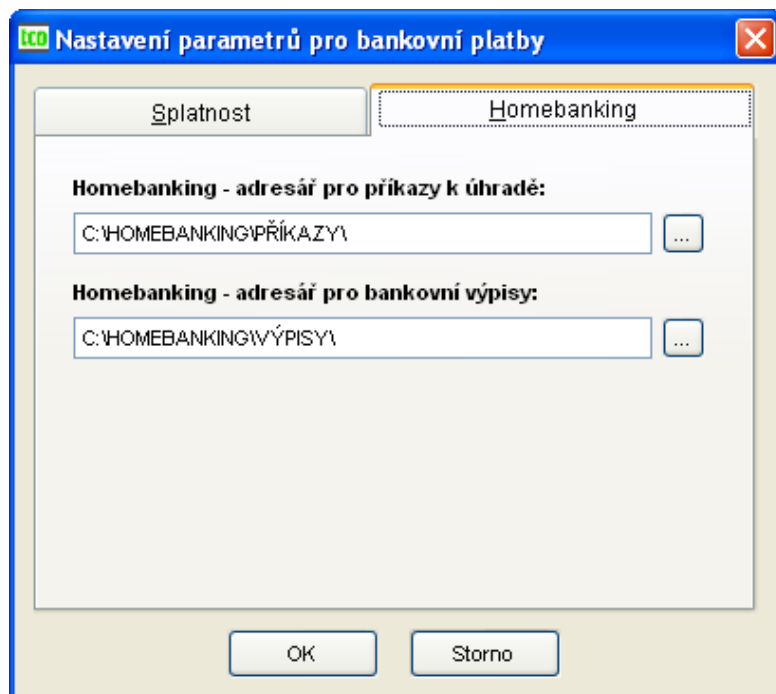 tco Nastavení parametrů pro bankovní platby
Splatnost Homebanking
Homebanking - adresář pro příkazy k úhradě:
C:\HOMEBANKING\PŘÍKAZY\ ...
Homebanking - adresář pro bankovní výpisy:
C:\HOMEBANKING\VÝPISY\ ...
OK Storno